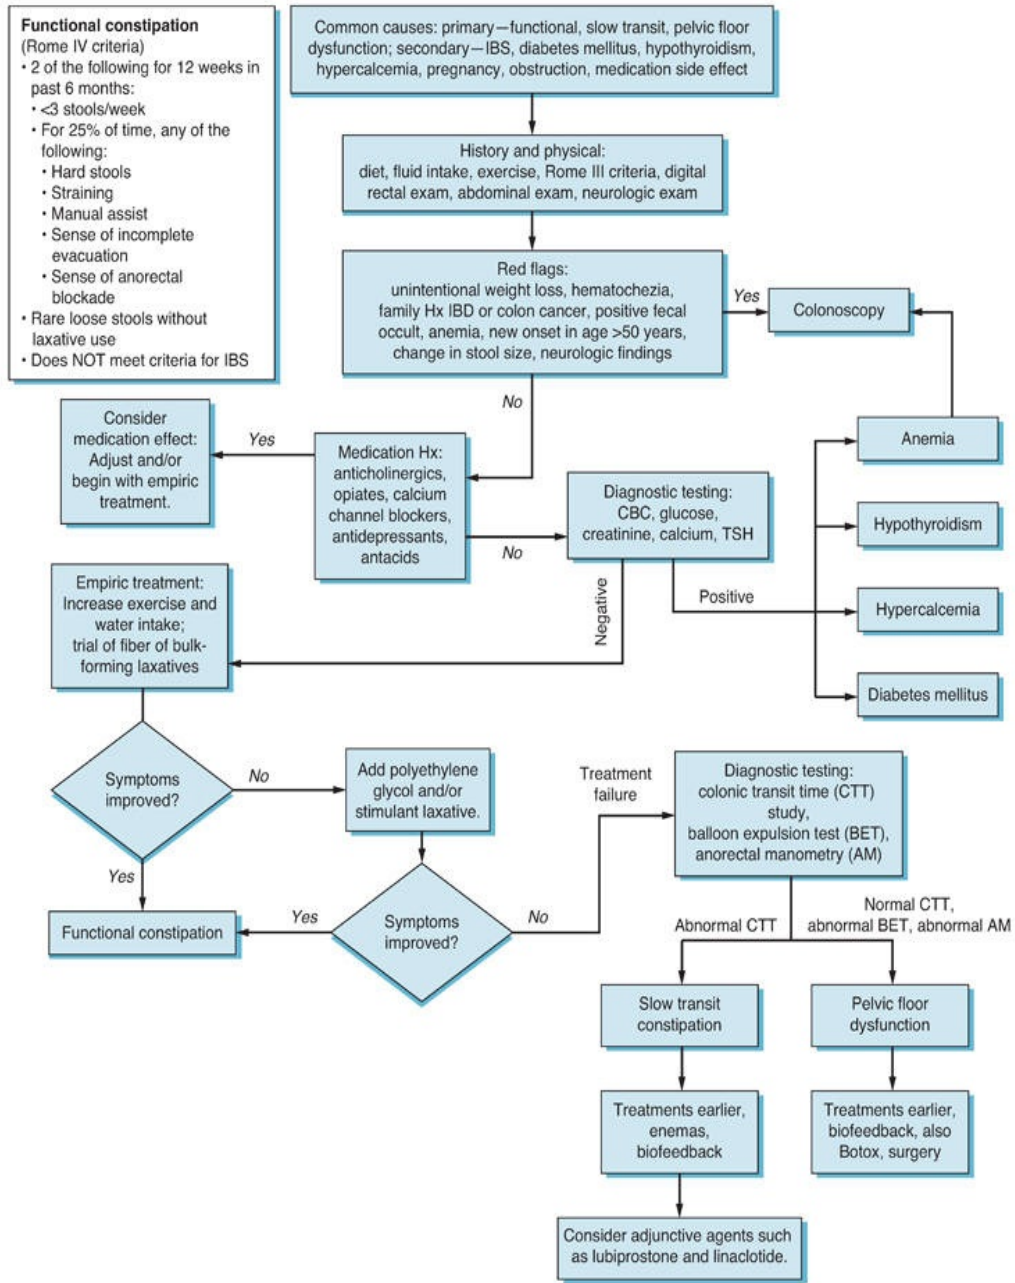 Functional constipation
(Rome IV criteria)
• 2 of the following for 12 weeks in
past 6 months:
• <3 stools/week
• For 25% of time, any of the
following:
• Hard stools
• Straining
• Manual assist
• Sense of incomplete
evacuation
• Sense of anorectal
blockade
• Rare loose stools without
laxative use
• Does NOT meet criteria for IBS
Common causes: primary—functional, slow transit, pelvic floor
dysfunction; secondary—IBS, diabetes mellitus, hypothyroidism,
hypercalcemia, pregnancy, obstruction, medication side effect
History and physical:
diet, fluid intake, exercise, Rome III criteria, digital
rectal exam, abdominal exam, neurologic exam
Red flags:
unintentional weight loss, hematochezia,
family Hx IBD or colon cancer, positive fecal
occult, anemia, new onset in age >50 years,
change in stool size, neurologic findings
Yes
Colonoscopy
No
Consider
medication effect:
Adjust and/or
begin with empiric
treatment.
Yes
Medication Hx:
anticholinergics,
opiates, calcium
channel blockers,
antidepressants,
antacids
No
Diagnostic testing:
CBC, glucose,
creatinine, calcium, TSH
Anemia
Hypothyroidism
Hypercalcemia
Diabetes mellitus
Positive
Negative
Empiric treatment:
Increase exercise and
water intake;
trial of fiber of bulk-
forming laxatives
Symptoms
improved?
No
Add polyethylene
glycol and/or
stimulant laxative.
Yes
Functional constipation
Yes
Symptoms
improved?
No
Treatment
failure
Diagnostic testing:
colonic transit time (CTT)
study,
balloon expulsion test (BET),
anorectal manometry (AM)
Abnormal CTT
Normal CTT,
abnormal BET, abnormal AM
Slow transit
constipation
Pelvic floor
dysfunction
Treatments earlier,
enemas,
biofeedback
Treatments earlier,
biofeedback, also
Botox, surgery
Consider adjunctive agents such
as lubiprostone and linaclotide.